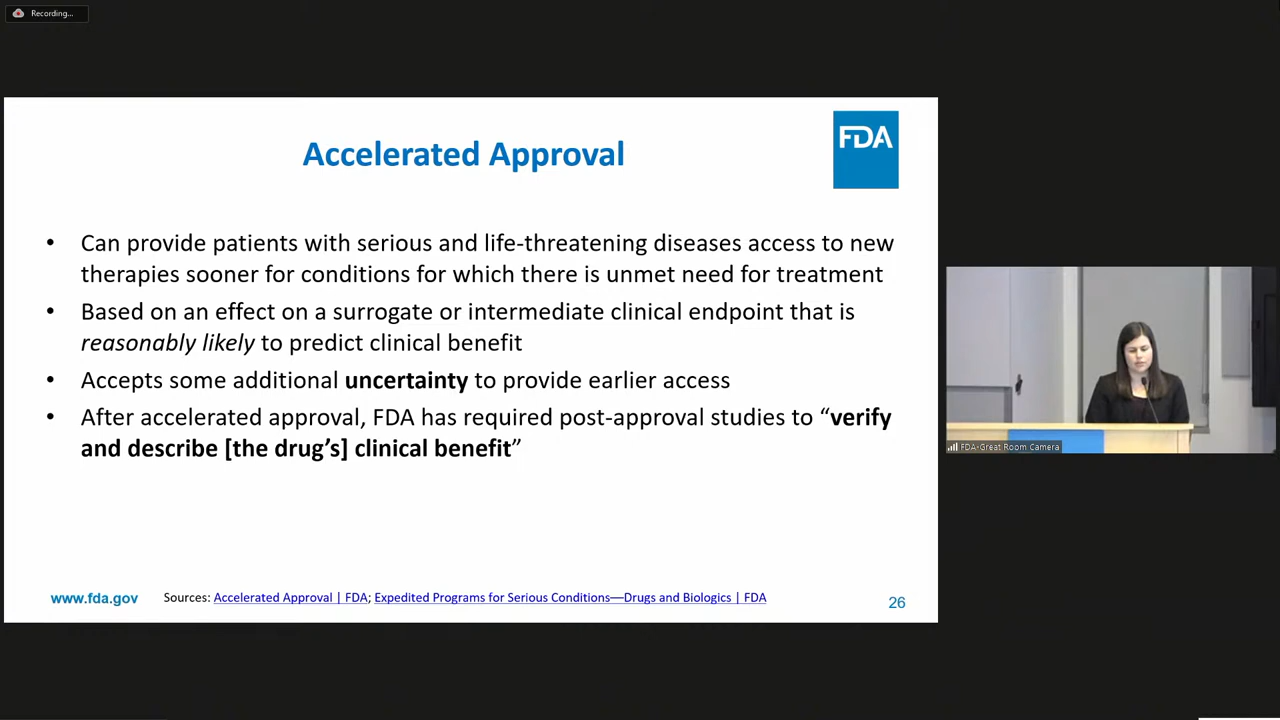 Recording...
FDA
Accelerated Approval
• Can provide patients with serious and life-threatening diseases access to new
therapies sooner for conditions for which there is unmet need for treatment
• Based on an effect on a surrogate or intermediate clinical endpoint that is
reasonably likely to predict clinical benefit
• Accepts some additional uncertainty to provide earlier access
• After accelerated approval, FDA has required post-approval studies to “verify
and describe [the drug’s] clinical benefit”
FDA-Great Room Camera
www.fda.gov
Sources: Accelerated Approval | FDA; Expedited Programs for Serious Conditions—Drugs and Biologics | FDA
26